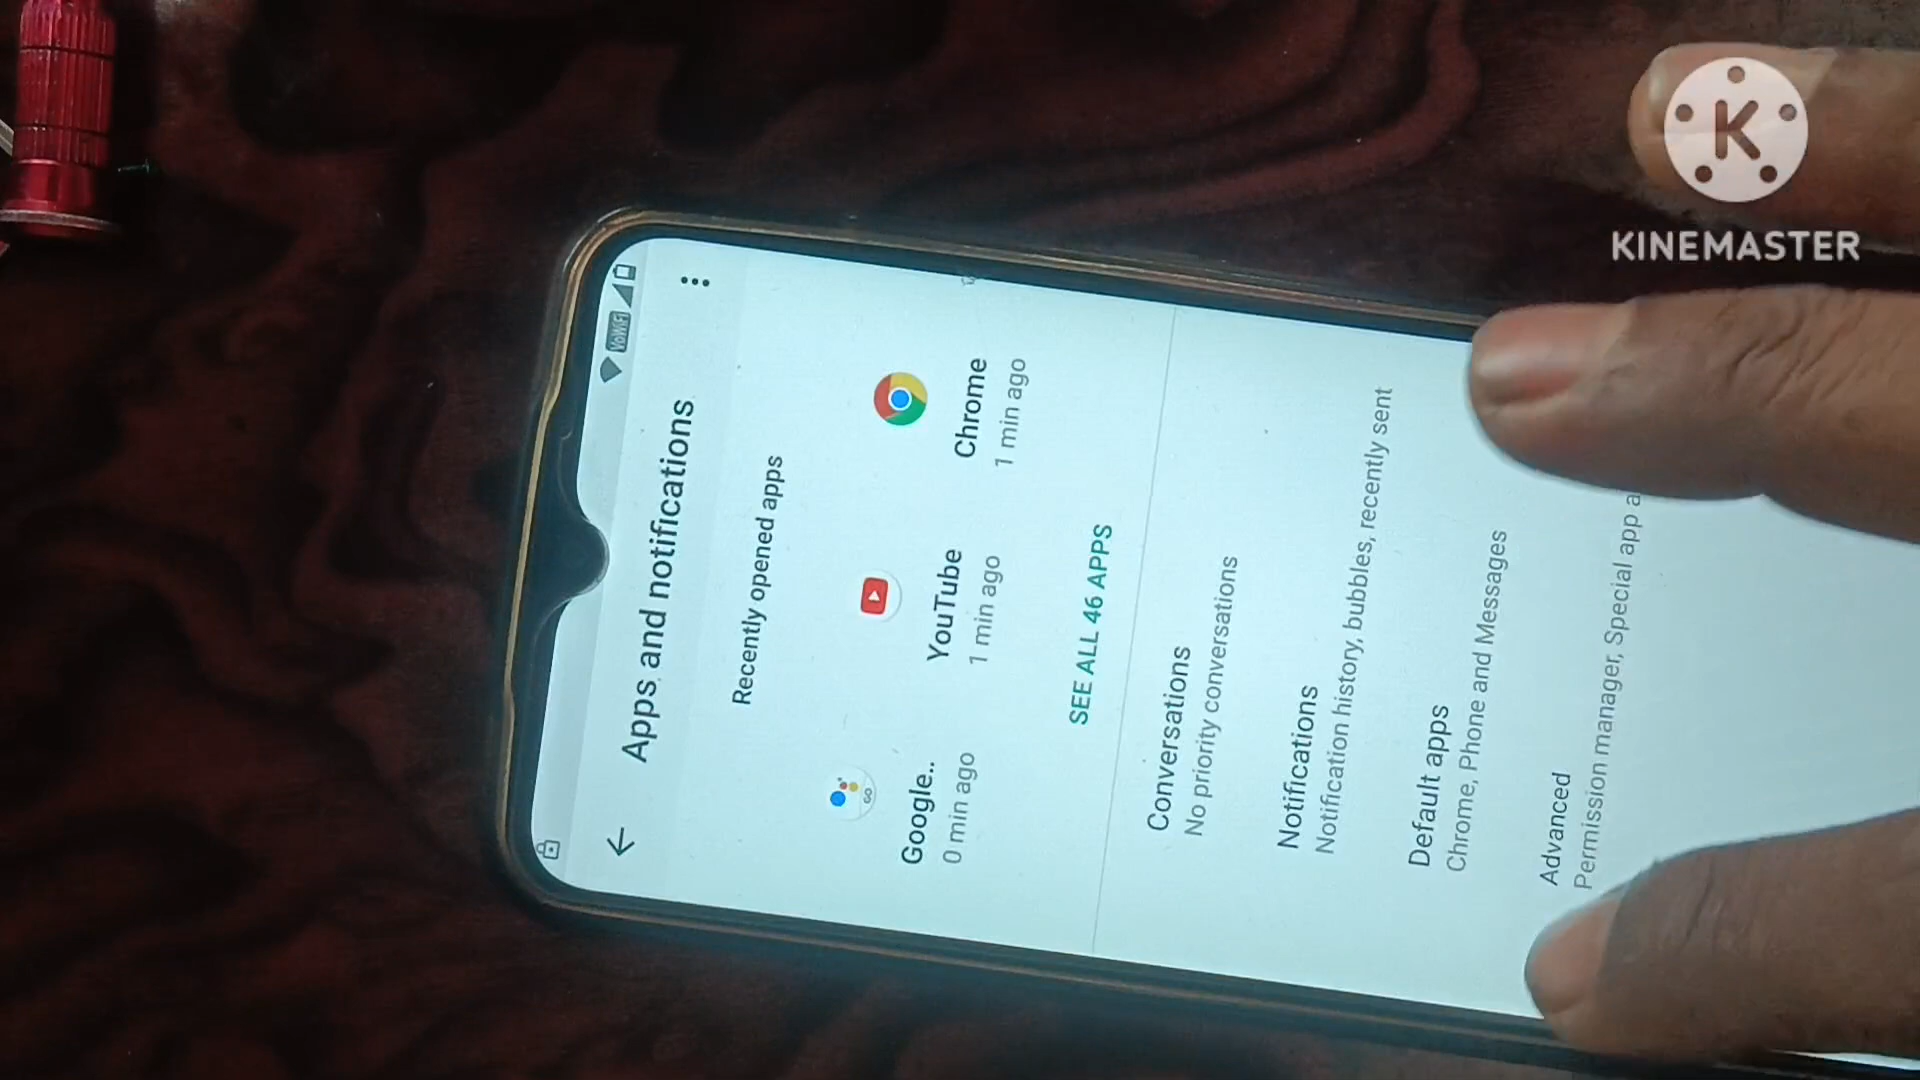 VoWiFi
Apps and notifications
Recently opened apps
GO
Google..
0 min ago
YouTube
1 min ago
Chrome
1 min ago
SEE ALL 46 APPS
Conversations
No priority conversations
Notifications
Notification history, bubbles, recently sent
Default apps
Chrome, Phone and Messages
Advanced
Permission manager, Special app a
K
KINEMASTER